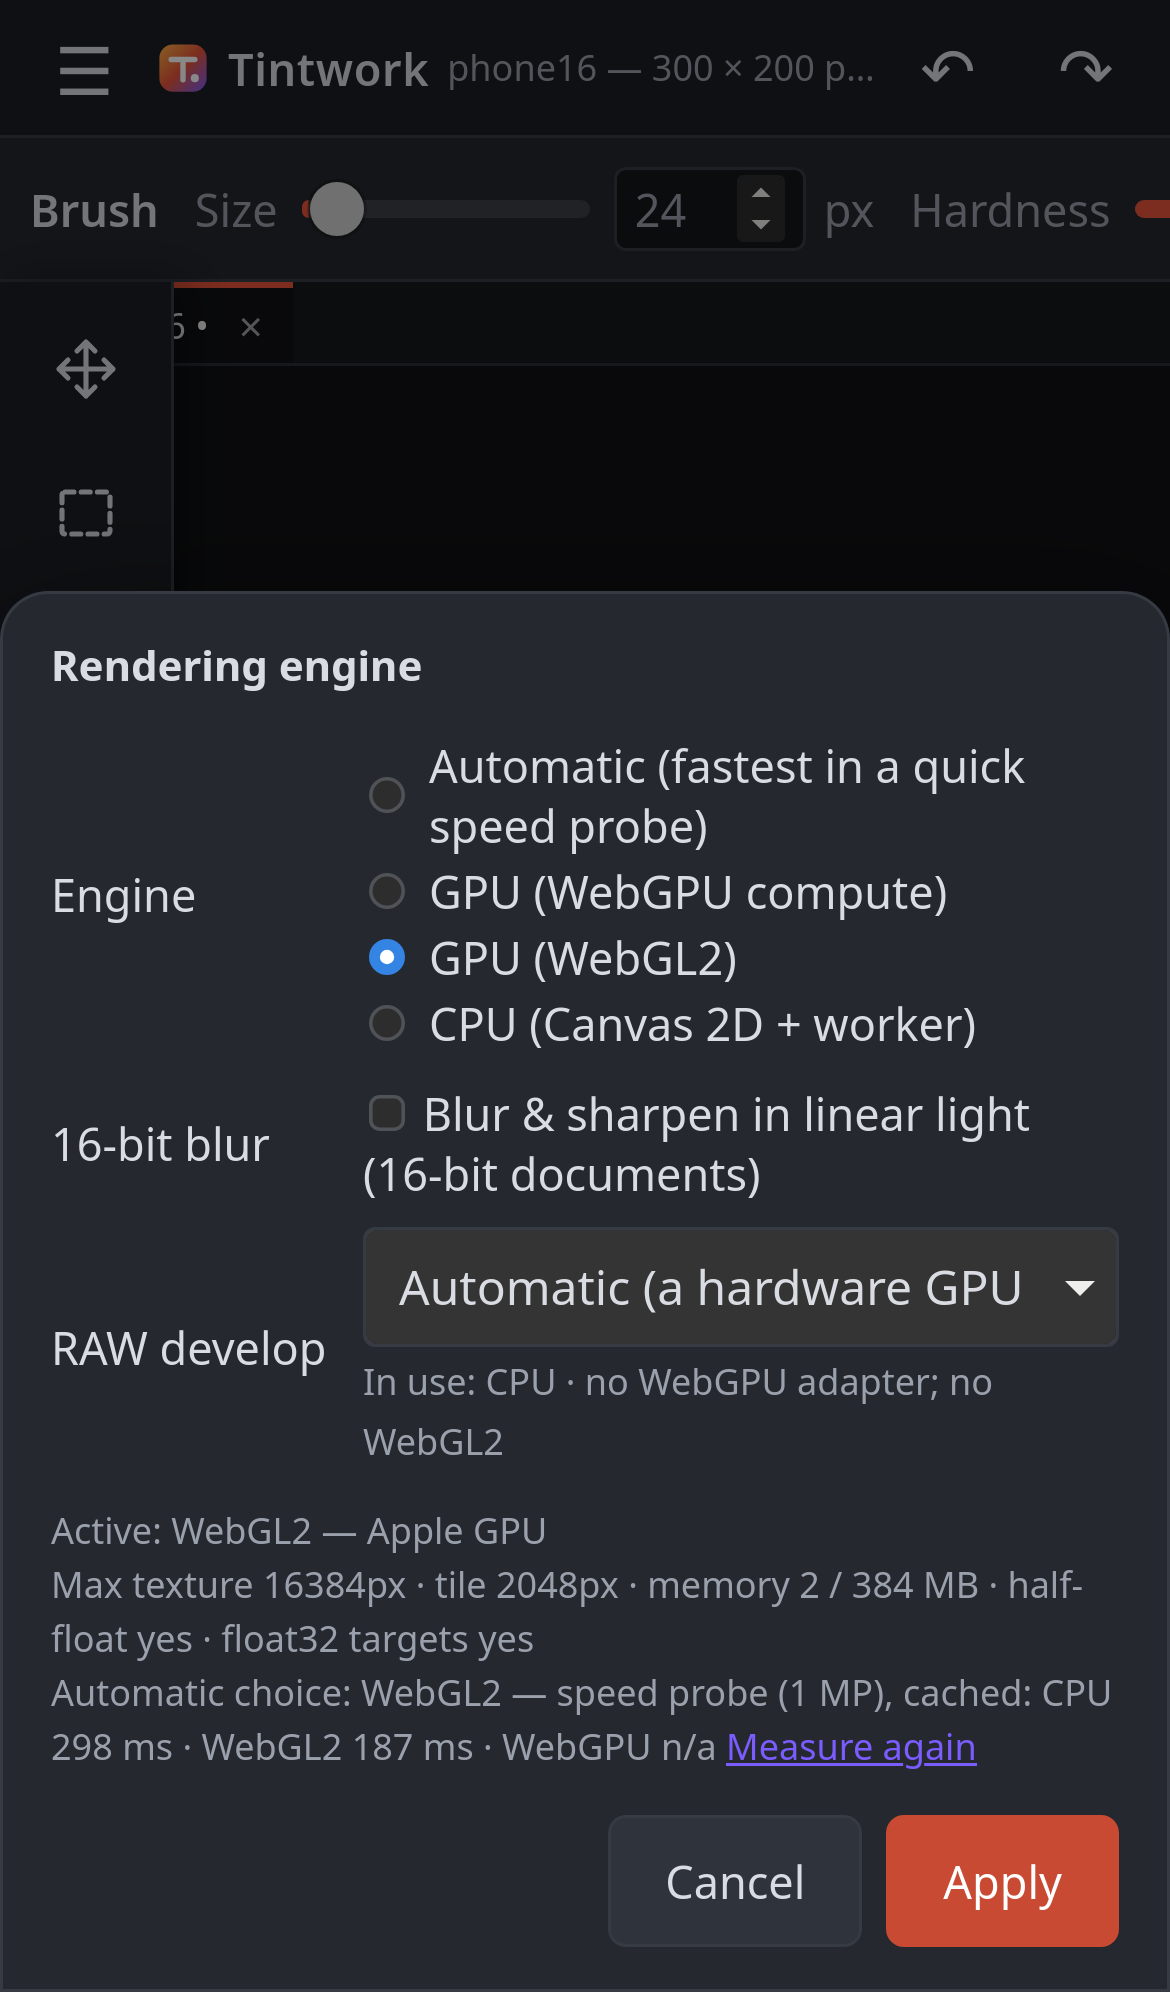 Tintwork phone16 — 300 × 200 p...
Brush Size 24 px Hardness
6 • ×
Rendering engine
Engine
Automatic (fastest in a quick
speed probe)
GPU (WebGPU compute)
GPU (WebGL2)
CPU (Canvas 2D + worker)
16-bit blur
Blur & sharpen in linear light
(16-bit documents)
RAW develop
Automatic (a hardware GPU
In use: CPU · no WebGPU adapter; no
WebGL2
Active: WebGL2 — Apple GPU
Max texture 16384px · tile 2048px · memory 2 / 384 MB · half-
float yes · float32 targets yes
Automatic choice: WebGL2 — speed probe (1 MP), cached: CPU
298 ms · WebGL2 187 ms · WebGPU n/a Measure again
Cancel Apply